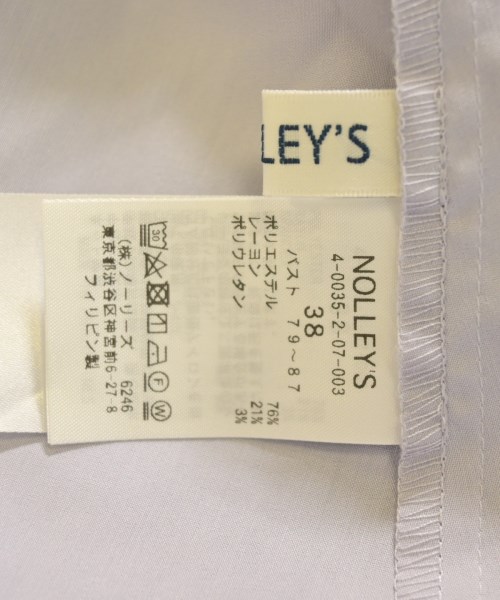 LEY'S
NOLLEY'S
4-0035-2-07-003
38
バスト 79～87
ポリエステル 76%
レーヨン 21%
ポリウレタン 3%
30
F
W
(株)ノーリーズ 6246
東京都渋谷区神宮前6-27-8
フィリピン製